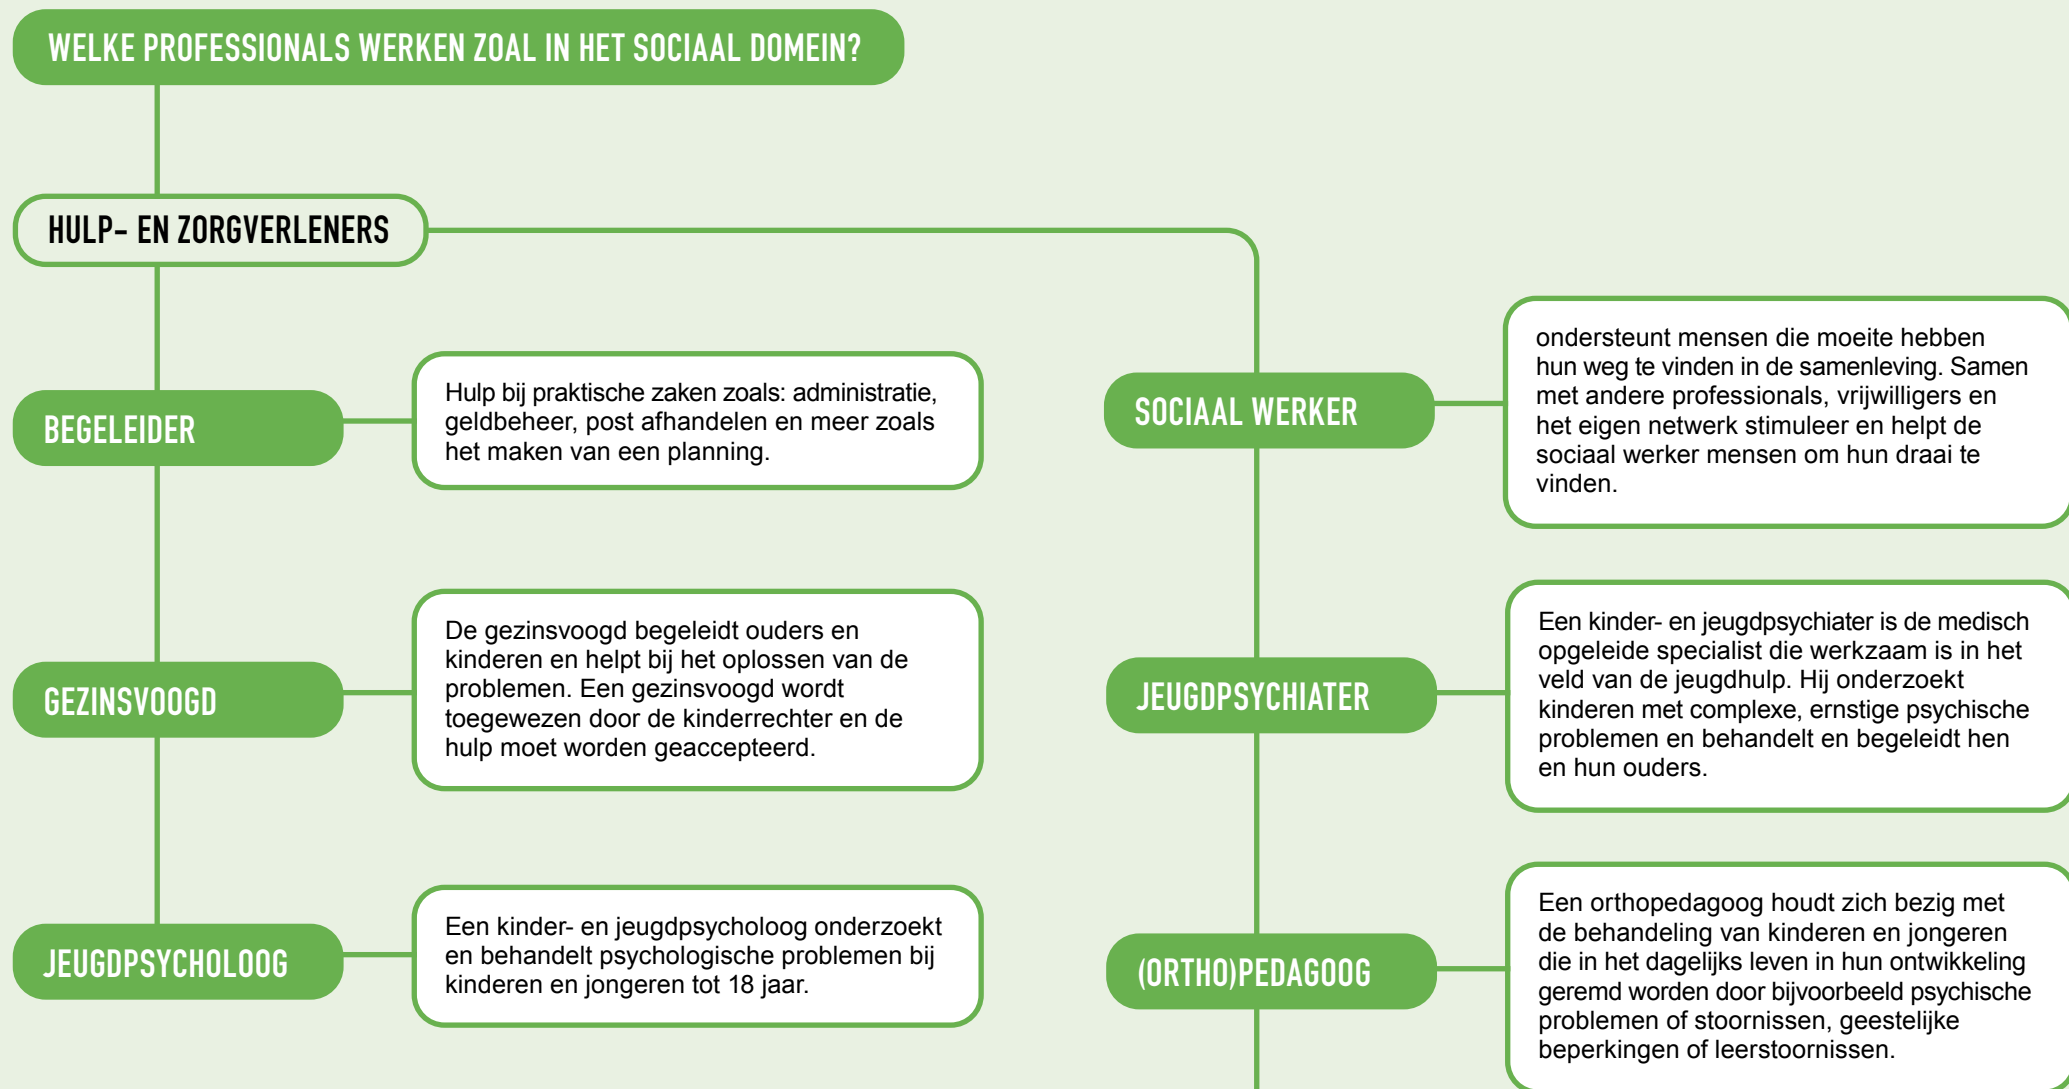 WELKE PROFESSIONALS WERKEN ZOAL IN HET SOCIAAL DOMEIN?
HULP- EN ZORGVERLENERS
BEGELEIDER
Hulp bij praktische zaken zoals: administratie,
geldbeheer, post afhandelen en meer zoals
het maken van een planning.
GEZINSVOOGD
De gezinsvoogd begeleidt ouders en
kinderen en helpt bij het oplossen van de
problemen. Een gezinsvoogd wordt
toegewezen door de kinderrechter en de
hulp moet worden geaccepteerd.
JEUGDPSYCHOLOOG
Een kinder- en jeugdpsycholoog onderzoekt
en behandelt psychologische problemen bij
kinderen en jongeren tot 18 jaar.
SOCIAAL WERKER
ondersteunt mensen die moeite hebben
hun weg te vinden in de samenleving. Samen
met andere professionals, vrijwilligers en
het eigen netwerk stimuleer en helpt de
sociaal werker mensen om hun draai te
vinden.
JEUGDPSYCHIATER
Een kinder- en jeugdpsychiater is de medisch
opgeleide specialist die werkzaam is in het
veld van de jeugdhulp. Hij onderzoekt
kinderen met complexe, ernstige psychische
problemen en behandelt en begeleidt hen
en hun ouders.
(ORTHO)PEDAGOOG
Een orthopedagoog houdt zich bezig met
de behandeling van kinderen en jongeren
die in het dagelijks leven in hun ontwikkeling
geremd worden door bijvoorbeeld psychische
problemen of stoornissen, geestelijke
beperkingen of leerstoornissen.